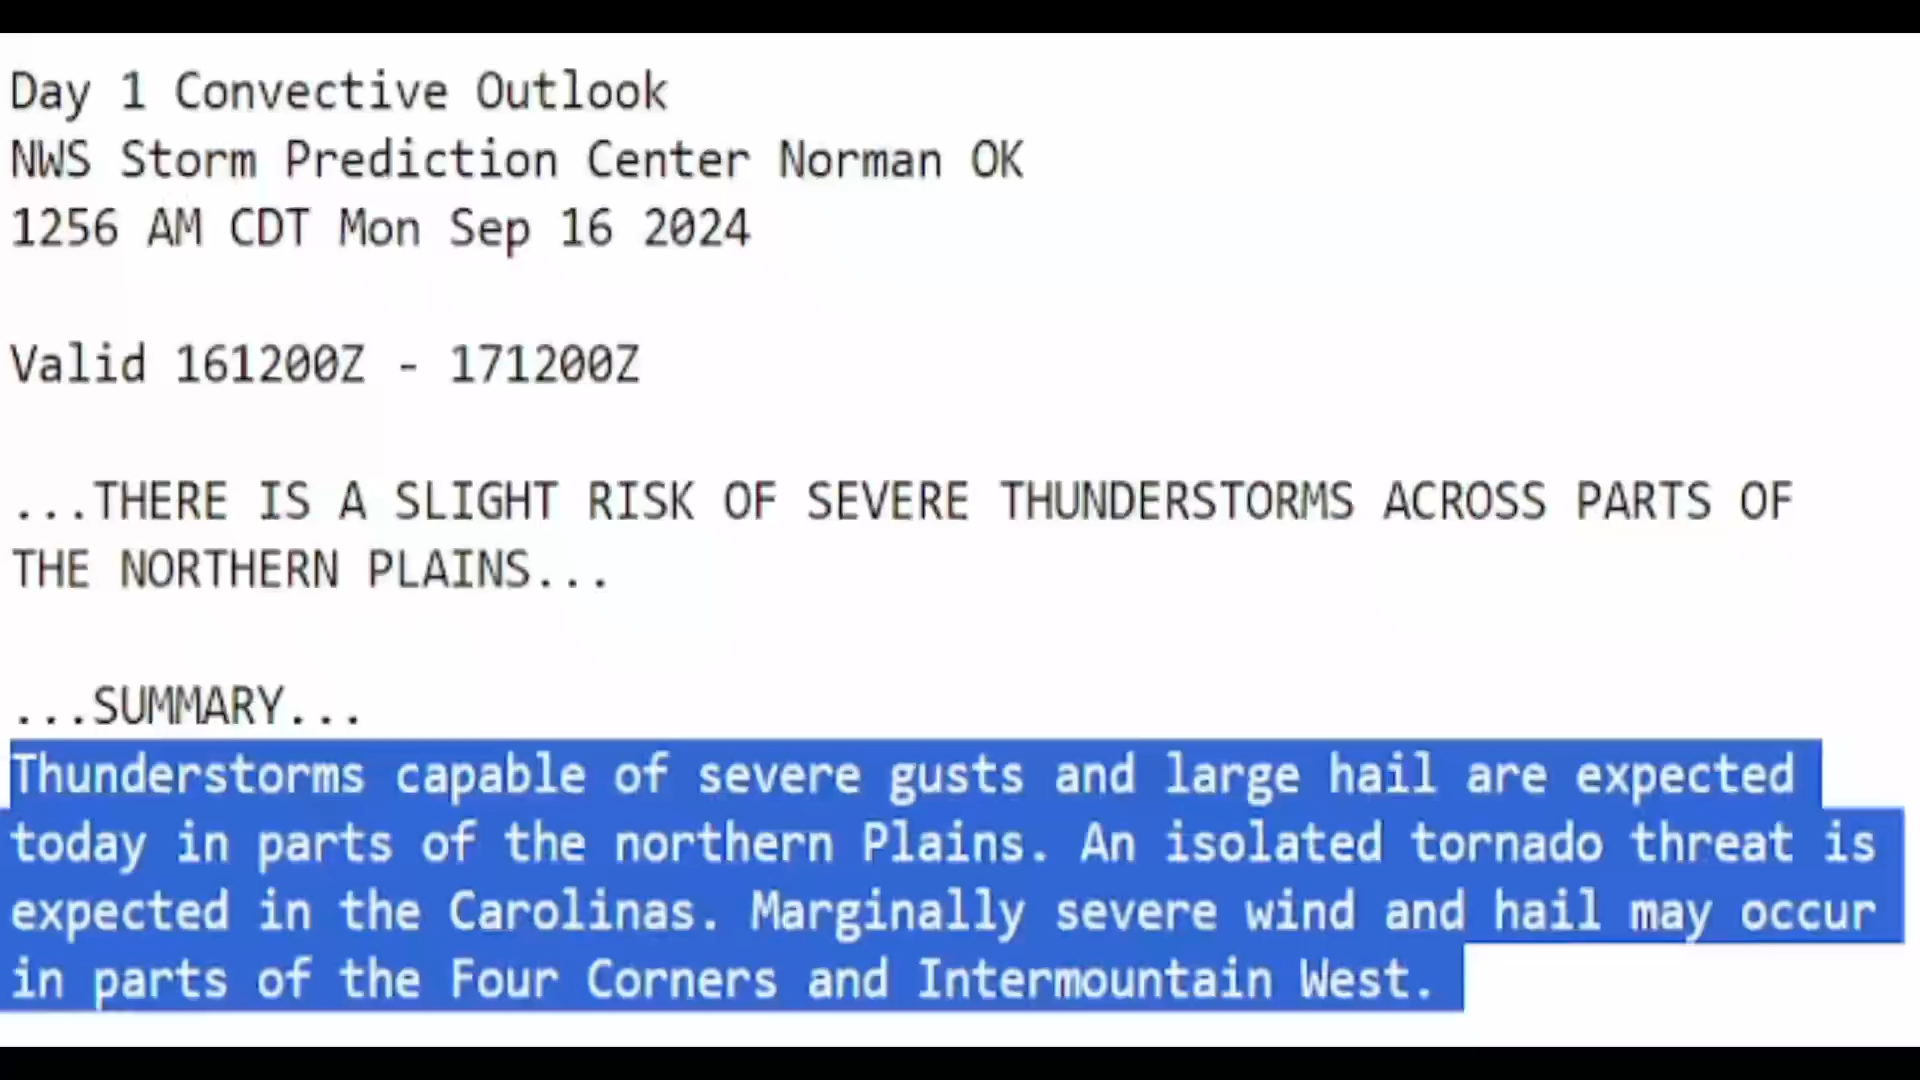 Day 1 Convective Outlook
NWS Storm Prediction Center Norman OK
1256 AM CDT Mon Sep 16 2024
Valid 161200Z - 171200Z
...THERE IS A SLIGHT RISK OF SEVERE THUNDERSTORMS ACROSS PARTS OF
THE NORTHERN PLAINS...
...SUMMARY...
Thunderstorms capable of severe gusts and large hail are expected
today in parts of the northern Plains. An isolated tornado threat is
expected in the Carolinas. Marginally severe wind and hail may occur
in parts of the Four Corners and Intermountain West.